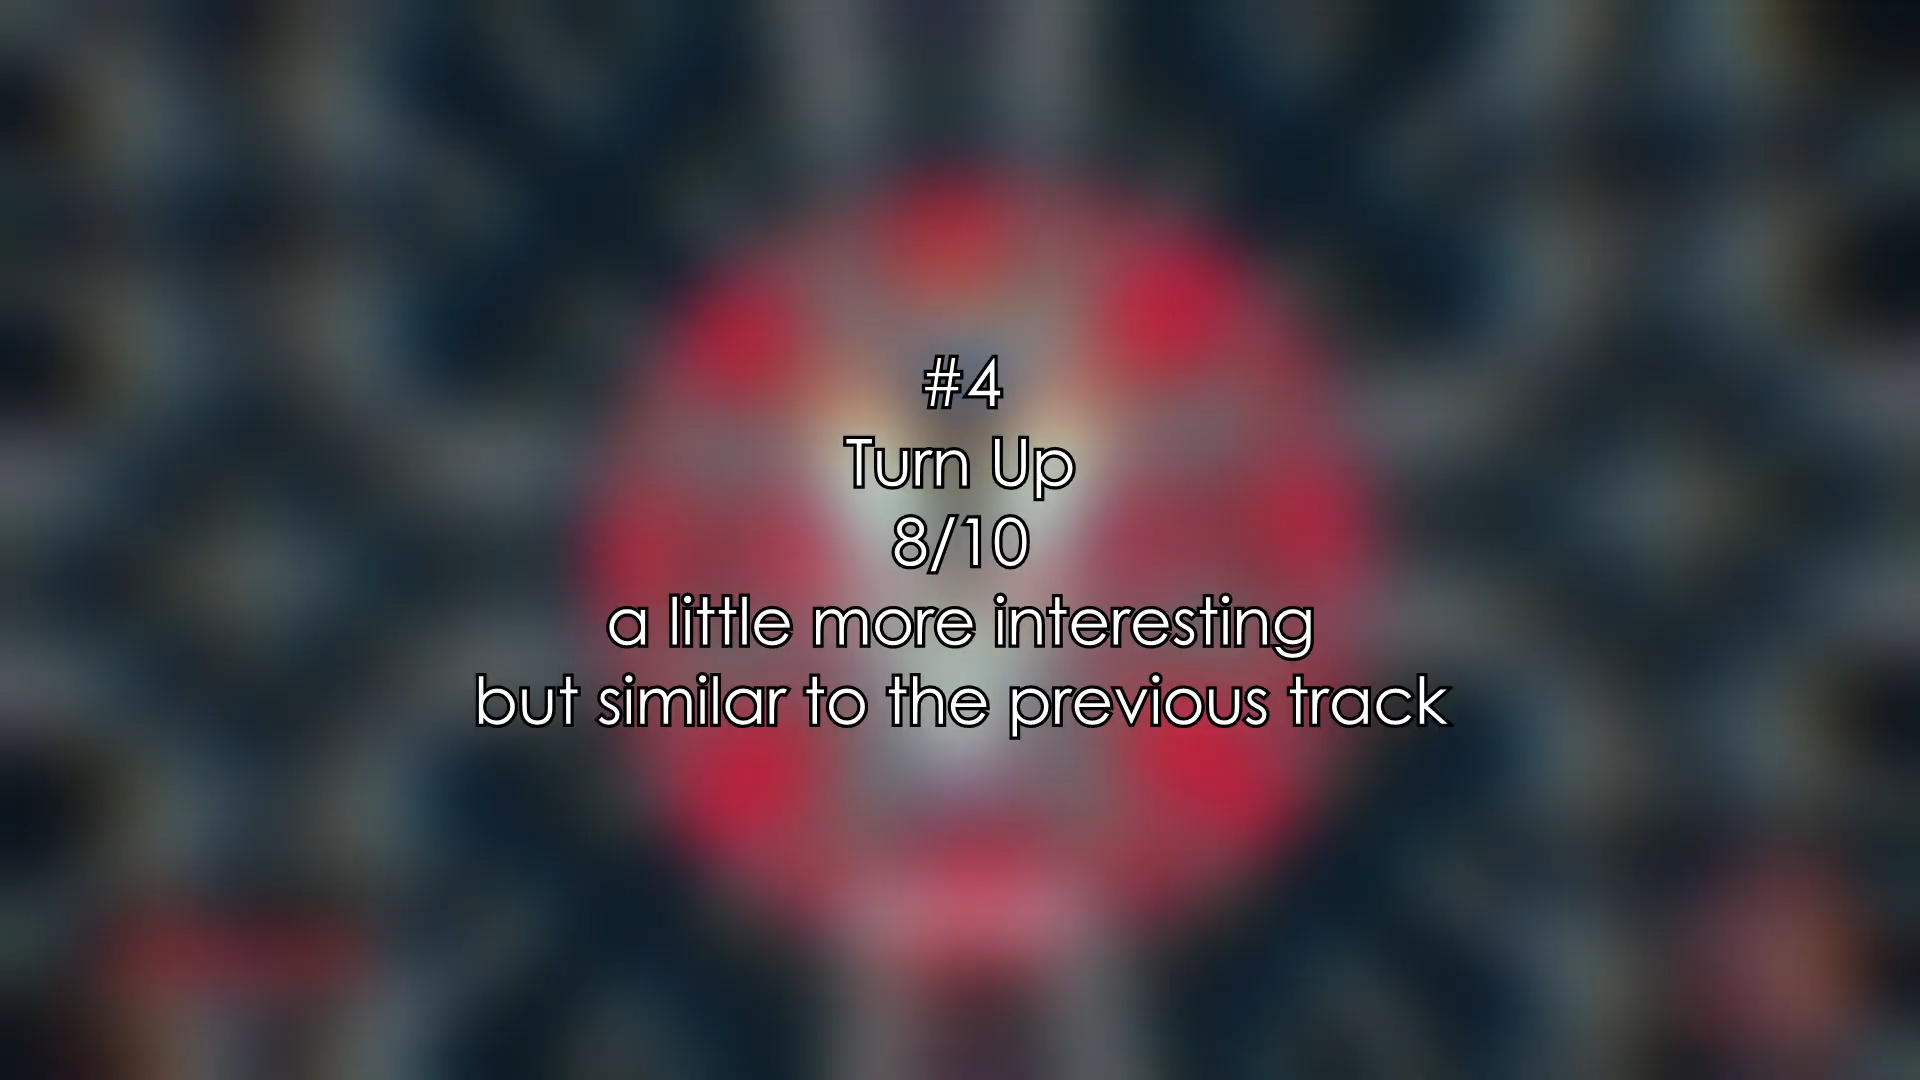 #4
Turn Up
8/10
a little more interesting
but similar to the previous track